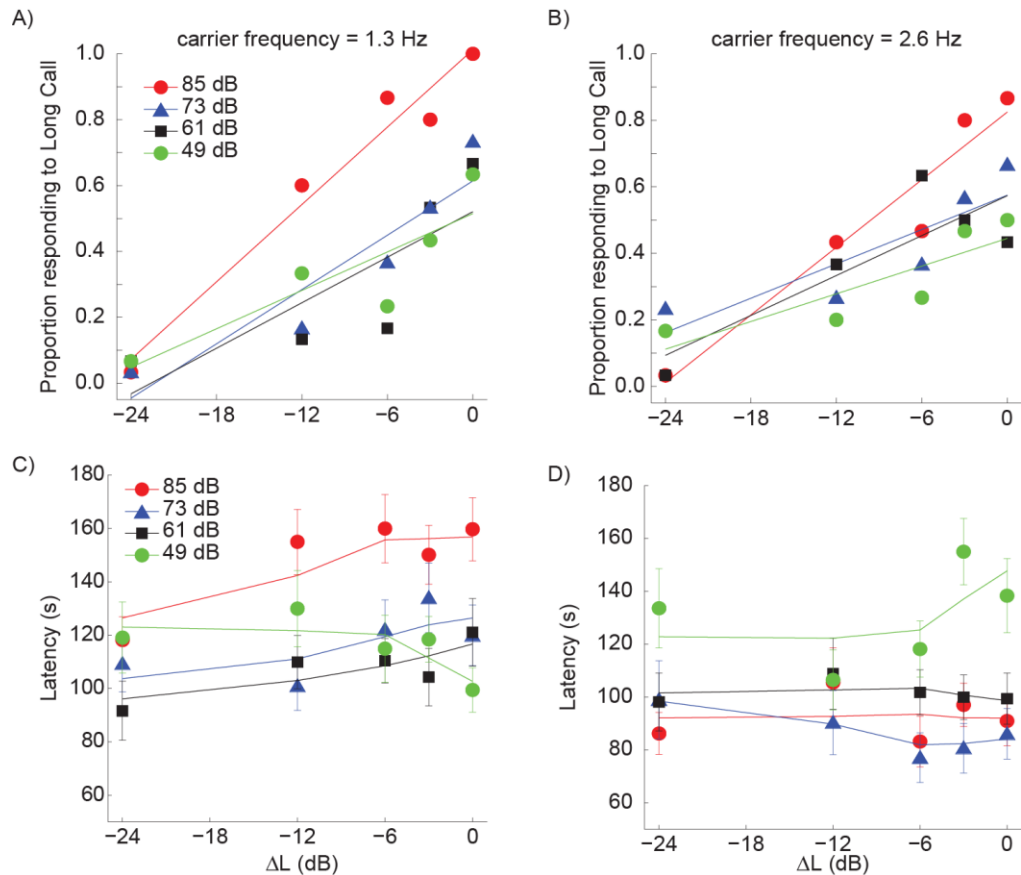 A)
carrier frequency = 1.3 Hz
Proportion responding to Long Call
1.0
0.8
0.6
0.4
0.2
0.0
85 dB
73 dB
61 dB
49 dB
−24
−18
−12
−6
0
B)
carrier frequency = 2.6 Hz
Proportion responding to Long Call
1.0
0.8
0.6
0.4
0.2
0.0
−24
−18
−12
−6
0
C)
Latency (s)
180
160
140
120
100
80
60
85 dB
73 dB
61 dB
49 dB
−24
−18
−12
−6
0
ΔL (dB)
D)
Latency (s)
180
160
140
120
100
80
60
−24
−18
−12
−6
0
ΔL (dB)